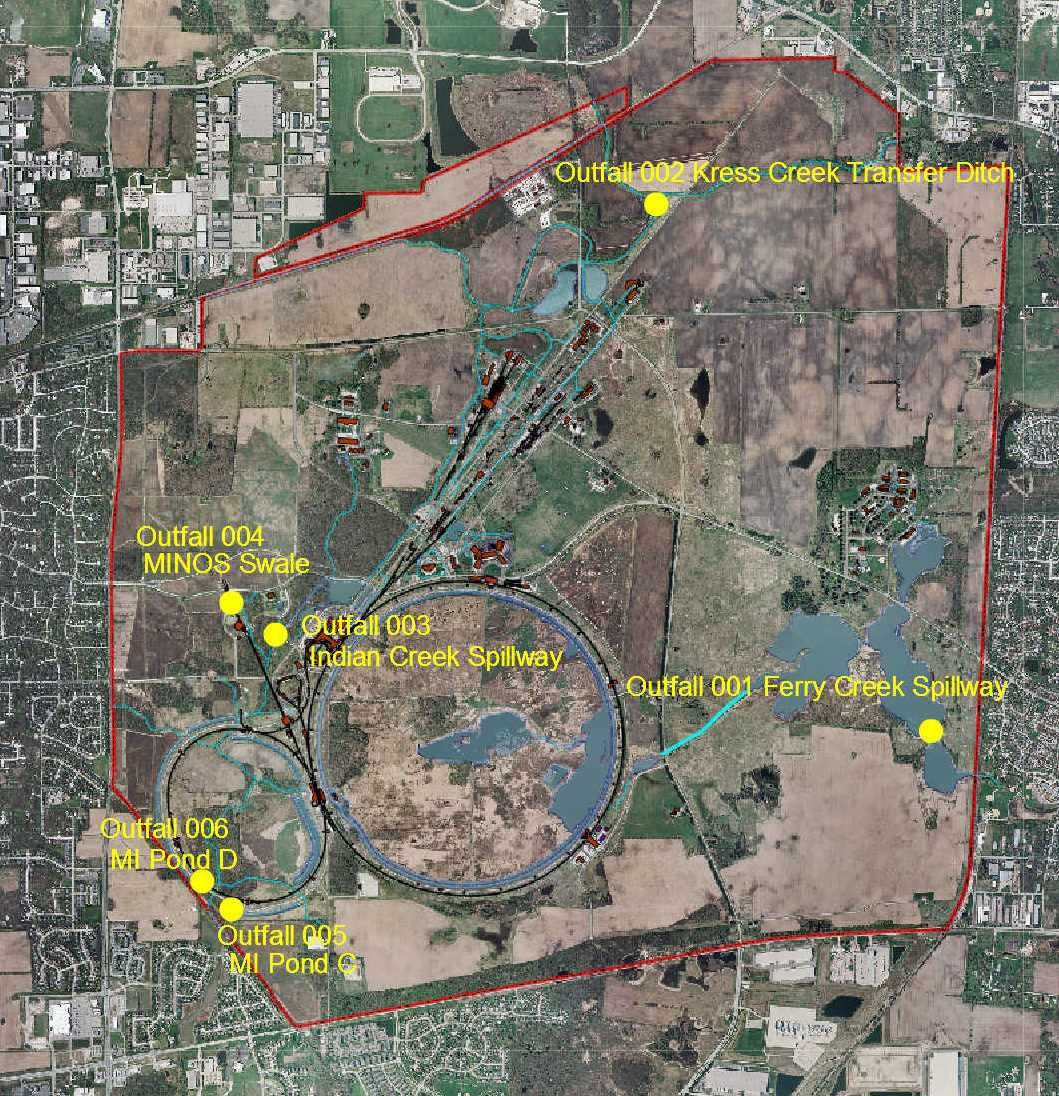 Outfall 002 Kress Creek Transfer Ditch
Outfall 004
MINOS Swale
Outfall 003
Indian Creek Spillway
Outfall 001 Ferry Creek Spillway
Outfall 006
MI Pond D
Outfall 005
MI Pond C